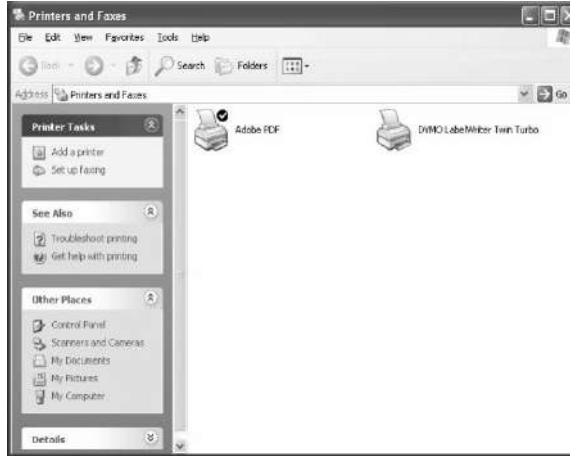 Printers and Faxes
File Edit View Favorites Tools Help
Back Search Folders
Address Printers and Faxes Go
Printer Tasks
Add a printer
Set up faxing
See Also
Troubleshoot printing
Get help with printing
Other Places
Control Panel
Scanners and Cameras
My Documents
My Pictures
My Computer
Details
Adobe PDF
DYMO LabelWriter Twin Turbo